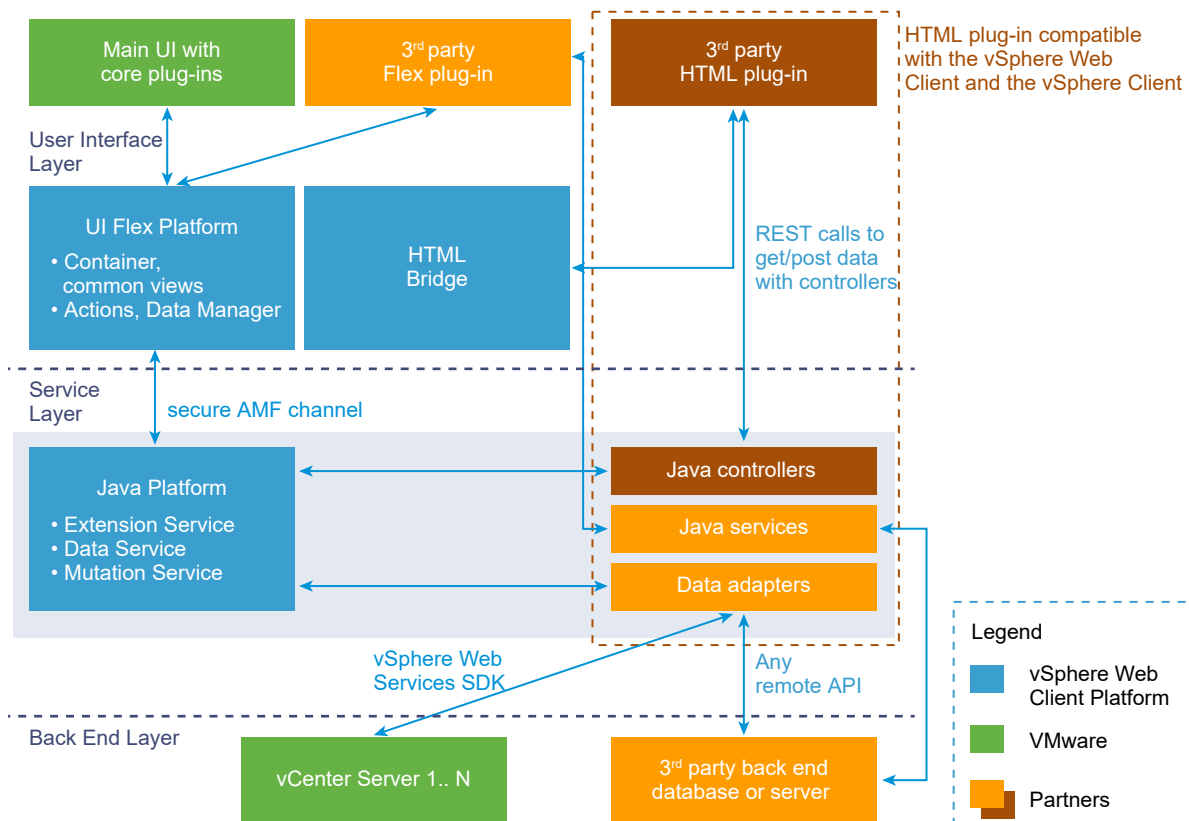 Main UI with
core plug-ins
3rd party
Flex plug-in
3rd party
HTML plug-in
HTML plug-in compatible
with the vSphere Web
Client and the vSphere Client
User Interface
Layer
UI Flex Platform
• Container,
common views
• Actions, Data Manager
HTML
Bridge
REST calls to
get/post data
with controllers
Service
Layer
secure AMF channel
Java Platform
• Extension Service
• Data Service
• Mutation Service
Java controllers
Java services
Data adapters
vSphere Web
Services SDK
Any
remote API
Back End Layer
vCenter Server 1.. N
3rd party back end
database or server
Legend
vSphere Web
Client Platform
VMware
Partners